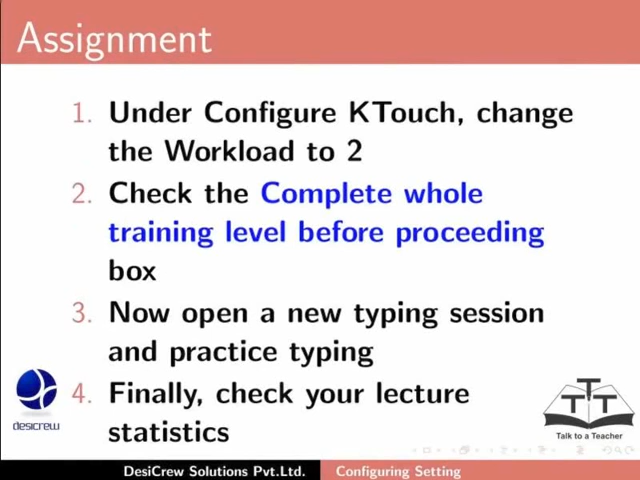 Assignment
1. Under Configure KTouch, change
the Workload to 2
2. Check the Complete whole
training level before proceeding
box
3. Now open a new typing session
and practice typing
4. Finally, check your lecture
statistics
desicrew
TTT
Talk to a Teacher
DesiCrew Solutions Pvt.Ltd. Configuring Setting